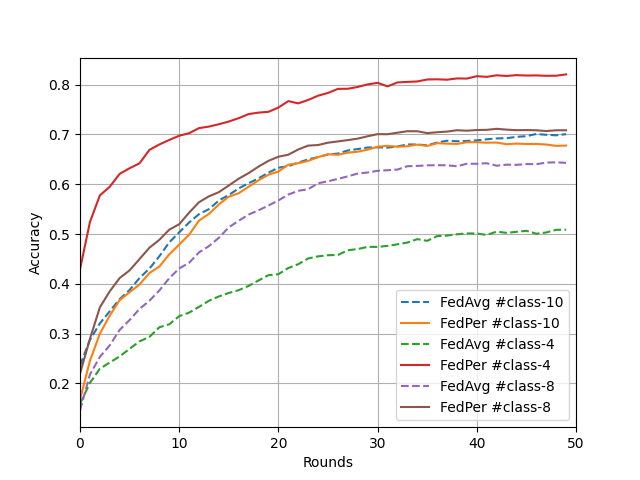 0.8
0.7
0.6
0.5
0.4
0.3
0.2
Accuracy
FedAvg #class-10
FedPer #class-10
FedAvg #class-4
FedPer #class-4
FedAvg #class-8
FedPer #class-8
0 10 20 30 40 50
Rounds